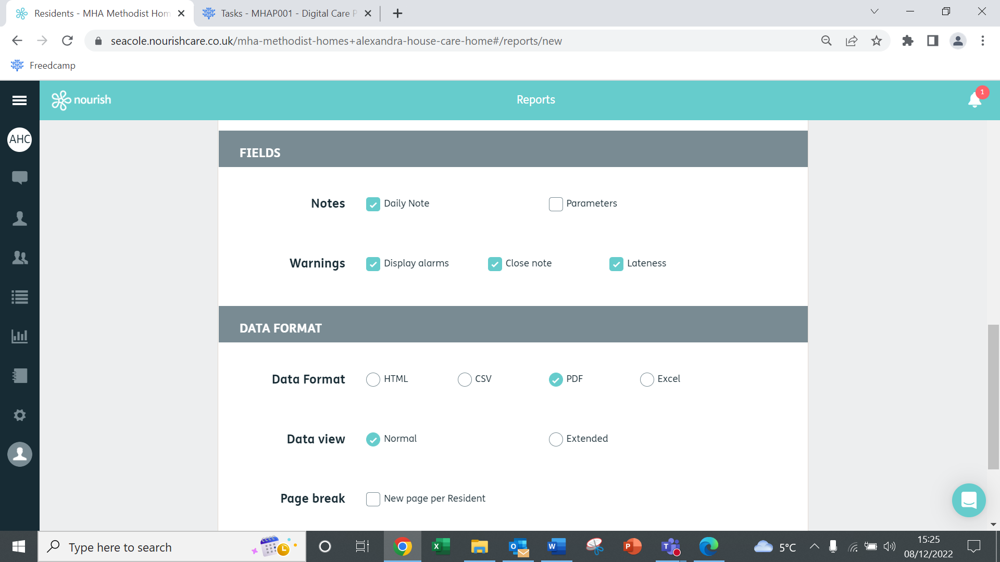 Residents - MHA Methodist Hom
Tasks - MHAP001 - Digital Care P
seacole.nourishcare.co.uk/mha-methodist-homes+alexandra-house-care-home#/reports/new
Freedcamp
nourish
Reports
1
AHC
FIELDS
Notes
Daily Note
Parameters
Warnings
Display alarms
Close note
Lateness
DATA FORMAT
Data Format
HTML
CSV
PDF
Excel
Data view
Normal
Extended
Page break
New page per Resident
Type here to search
5°C
15:25
08/12/2022